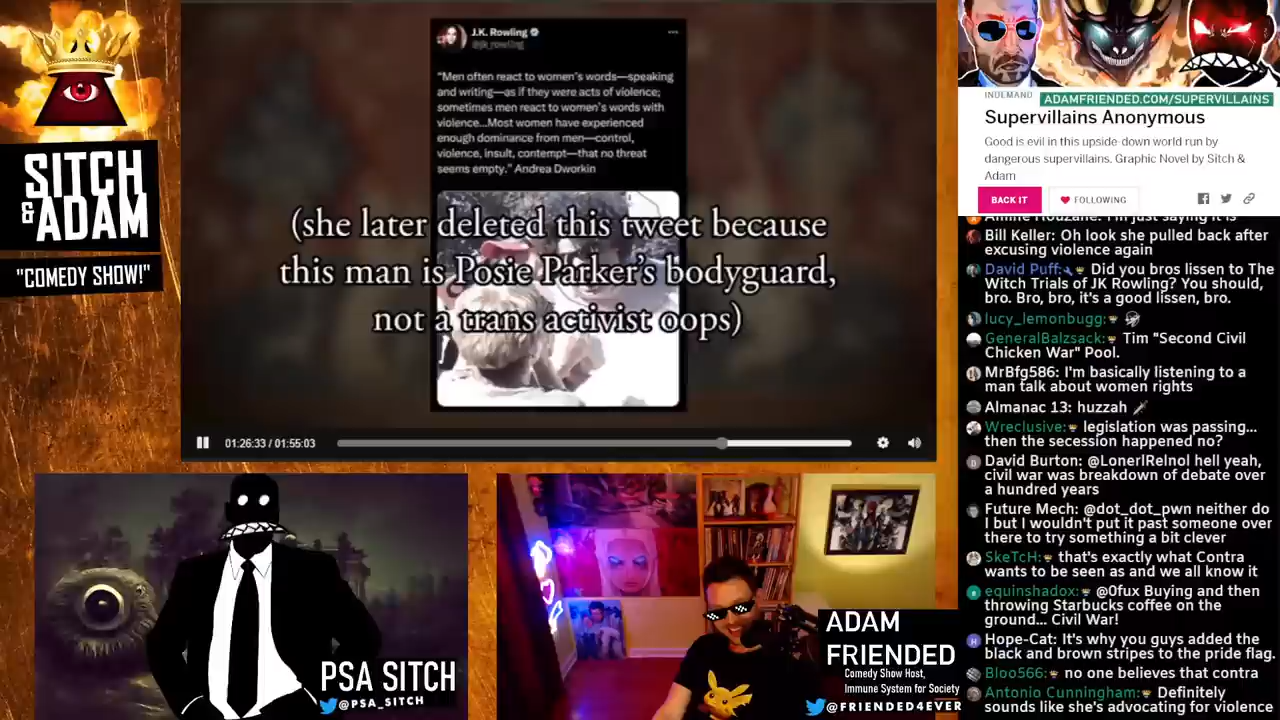 SITCH
& ADAM
"COMEDY SHOW!"
J.K. Rowling
@jk_rowling
"Men often react to women's words—speaking
and writing—as if they were acts of violence;
sometimes men react to women's words with
violence...Most women have experienced
enough dominance from men—control,
violence, insult, contempt—that no threat
seems empty." Andrea Dworkin
(she later deleted this tweet because
this man is Posie Parker's bodyguard,
not a trans activist oops)
01:26:33 / 01:55:03
PSA SITCH
@PSA_SITCH
ADAM
FRIENDED
Comedy Show Host,
Immune System for Society
@FRIENDED4EVER
INDEMAND
ADAMFRIENDED.COM/SUPERVILLAINS
Supervillains Anonymous
Good is evil in this upside-down world run by
dangerous supervillains. Graphic Novel by Sitch &
Adam
BACK IT
FOLLOWING
I'm just saying it is
Bill Keller: Oh look she pulled back after
excusing violence again
David Puff: Did you bros lissen to The
Witch Trials of JK Rowling? You should,
bro. Bro, bro, it's a good lissen, bro.
lucy_lemonbugg:
GeneralBalzsack: Tim "Second Civil
Chicken War" Pool.
MrBfg586: I'm basically listening to a
man talk about women rights
Almanac 13: huzzah
Wreclusive: legislation was passing...
then the secession happened no?
David Burton: @LonerIRelnol hell yeah,
civil war was breakdown of debate over
a hundred years
Future Mech: @dot_dot_pwn neither do
I but I wouldn't put it past someone over
there to try something a bit clever
SkeTcH: that's exactly what Contra
wants to be seen as and we all know it
equinshadox: @0fux Buying and then
throwing Starbucks coffee on the
ground... Civil War!
Hope-Cat: It's why you guys added the
black and brown stripes to the pride flag.
Bloo566: no one believes that contra
Antonio Cunningham: Definitely
sounds like she's advocating for violence